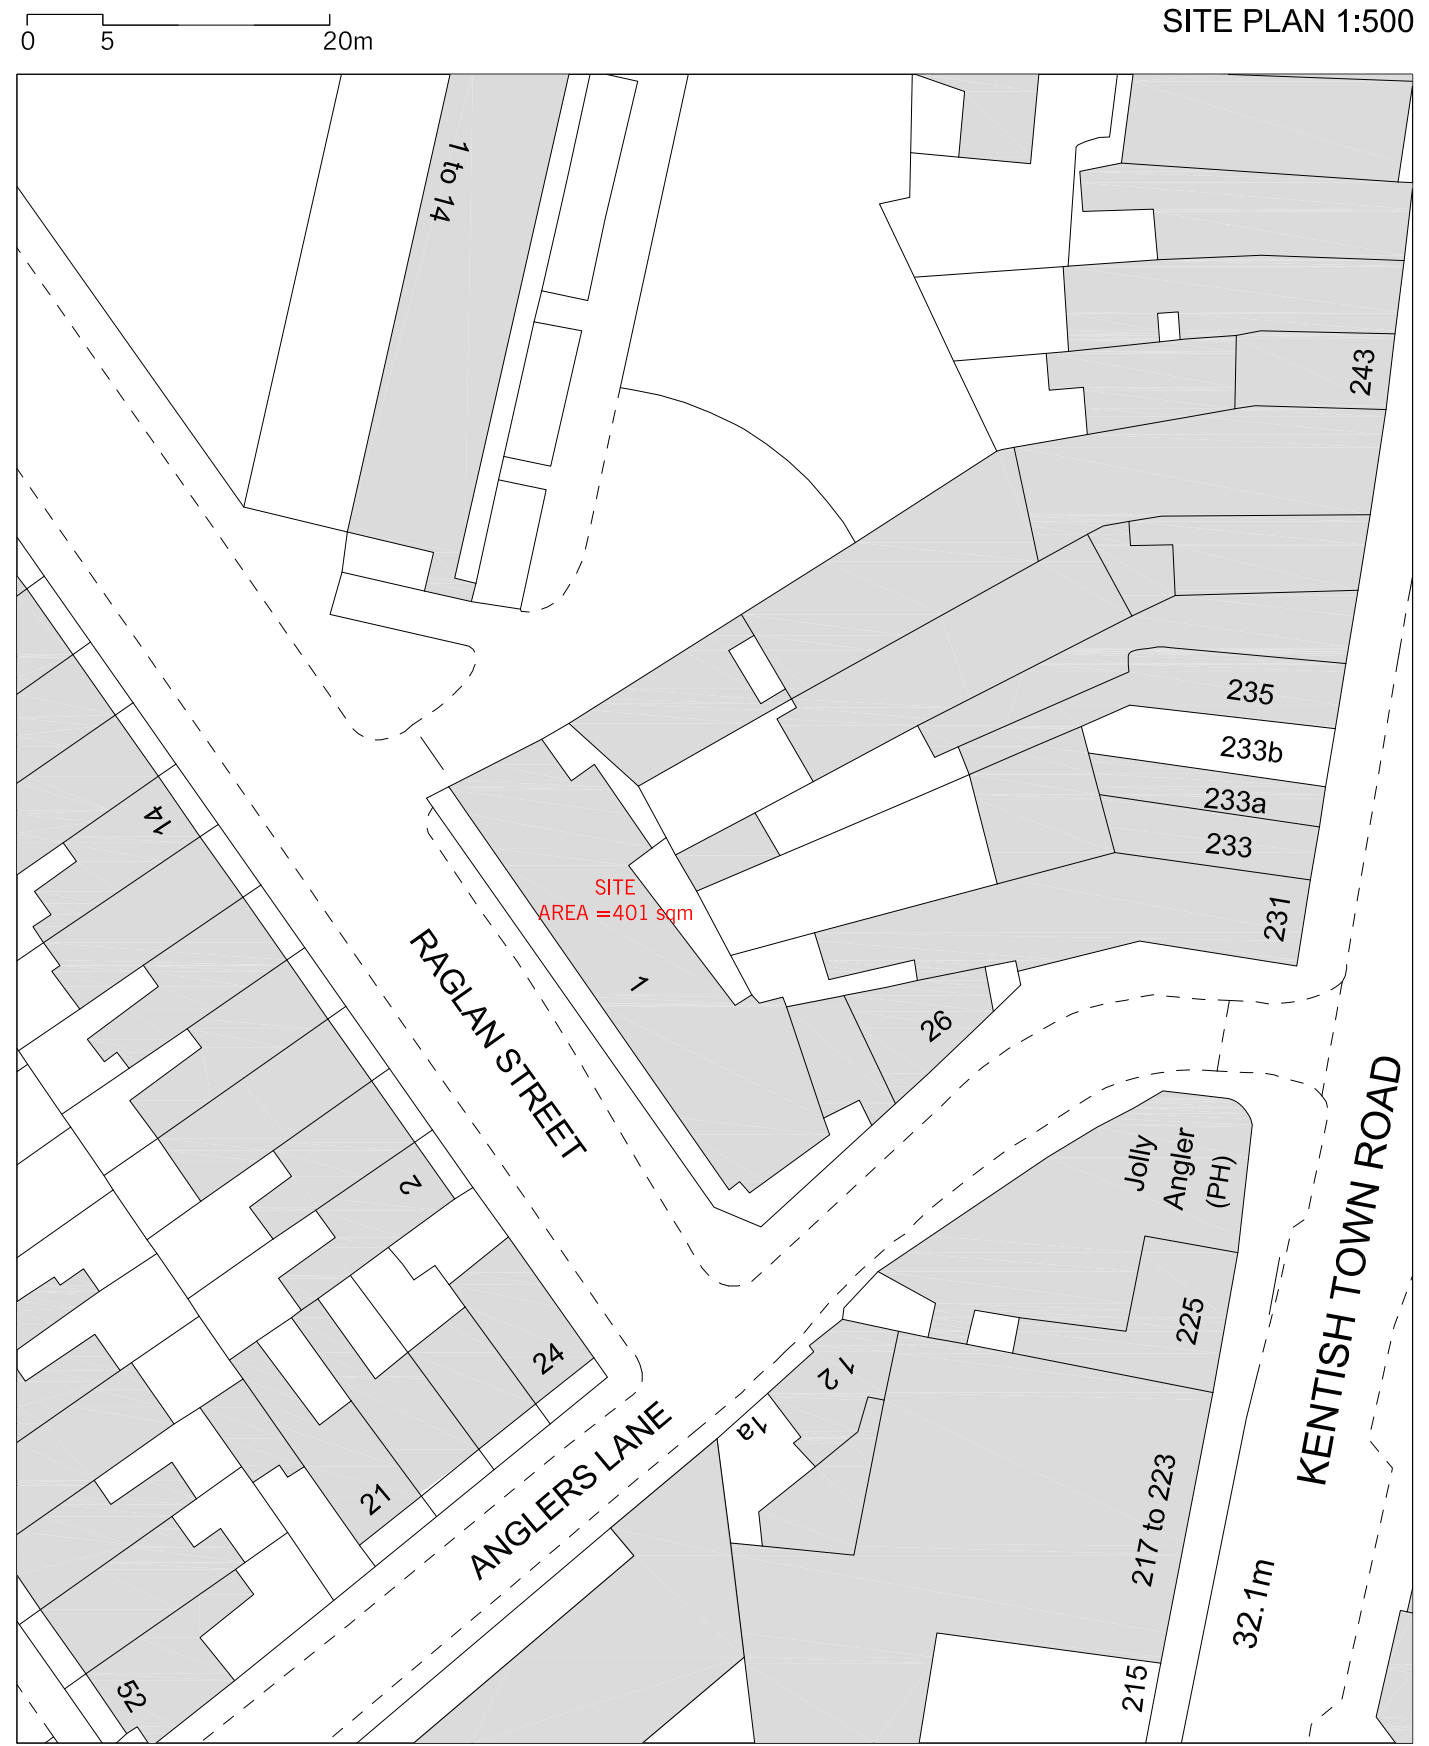 0 5 20m
SITE PLAN 1:500
1 to 14
243
235
233b
233a
233
231
14
SITE
AREA =401 sqm
1
RAGLAN STREET
26
2
Jolly
Angler
(PH)
KENTISH TOWN ROAD
225
24
1 2
1a
21
ANGLERS LANE
217 to 223
32.1m
215
52